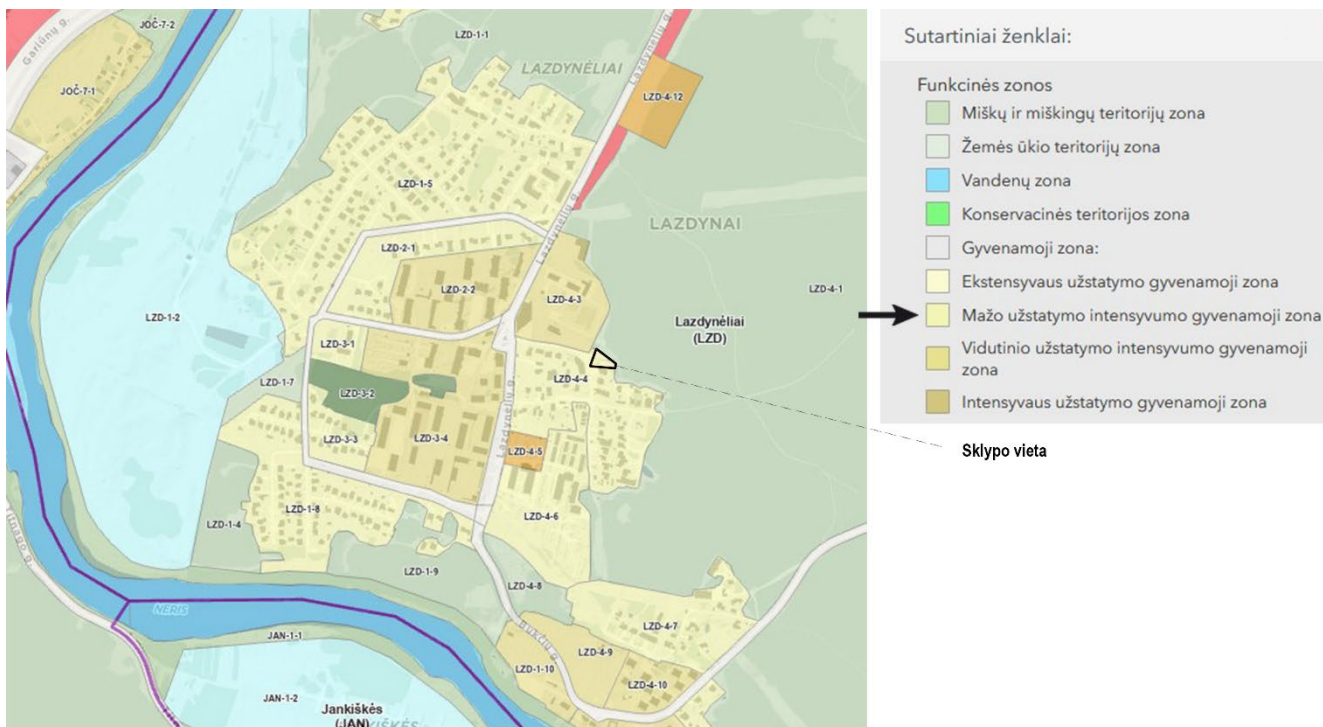 JOČ-7-2
Gariūnų g.
LZD-1-1
LAZDYNĖLIAI
Lazdynėlių g.
JOČ-7-1
LZD-4-12
LZD-1-5
LAZDYNAI
LZD-2-1
Lazdynėlių g.
LZD-2-2
LZD-4-3
LZD-4-1
LZD-1-2
Lazdynėliai
(LZD)
LZD-3-1
LZD-1-7
LZD-3-2
LZD-4-4
Lazdynėlių g.
LZD-3-3
LZD-3-4
LZD-4-5
LZD-1-8
LZD-4-6
LZD-1-4
Titnago g.
LZD-1-9
LZD-4-8
NERIS
JAN-1-1
Bukčių g.
LZD-4-7
LZD-4-9
LZD-1-10
LZD-4-10
JAN-1-2
Jankiškės
(JAN)
Sutartiniai ženklai:
Funkcinės zonos
Miškų ir miškingų teritorijų zona
Žemės ūkio teritorijų zona
Vandenų zona
Konservacinės teritorijos zona
Gyvenamoji zona:
Ekstensyvaus užstatymo gyvenamoji zona
Mažo užstatymo intensyvumo gyvenamoji zona
Vidutinio užstatymo intensyvumo gyvenamoji
zona
Intensyvaus užstatymo gyvenamoji zona
Sklypo vieta